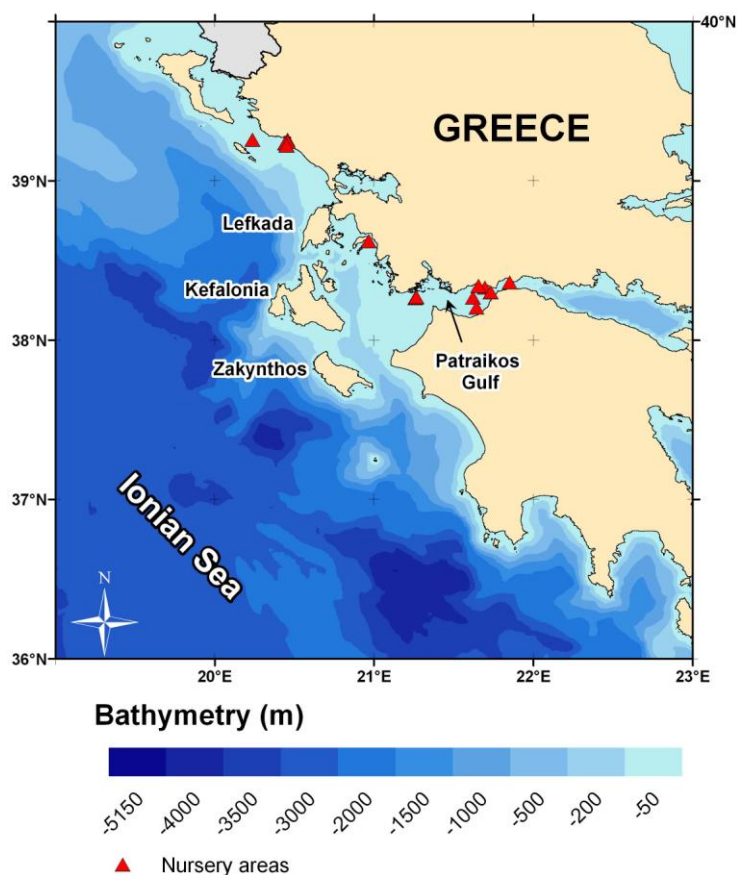 40°N
GREECE
39°N
Lefkada
Kefalonia
38°N
Patraikos
Gulf
Zakynthos
37°N
Ionian Sea
N
36°N
20°E
21°E
22°E
23°E
Bathymetry (m)
-5150
-4000
-3000
-2000
-1500
-1000
-500
-200
-50
Nursery areas